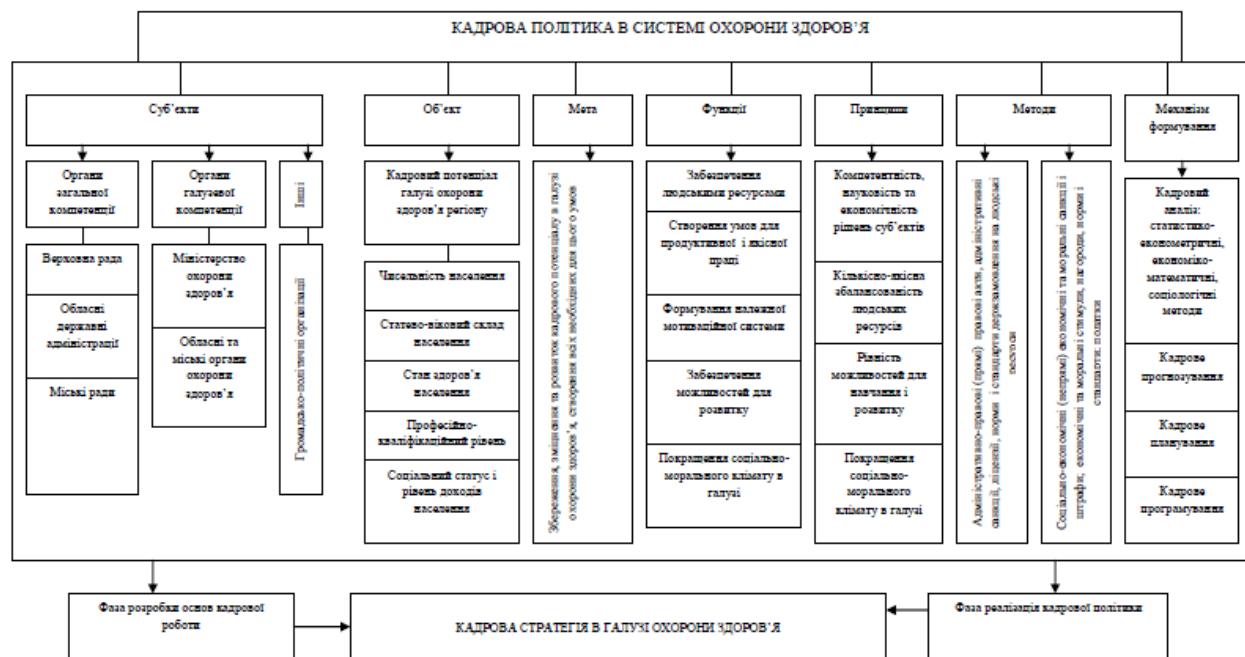 КАДРОВА ПОЛІТИКА В СИСТЕМІ ОХОРОНИ ЗДОРОВ’Я
Суб’єкти
Об’єкт
Мета
Функції
Принципи
Методи
Механізм
формування
Органи
загальної
компетенції
Верховна рада
Обласні
державні
адміністрації
Міські ради
Органи
галузевої
компетенції
Міністерство
охорони
здоров’я
Обласні та
міські органи
охорони
здоров’я
Інші
Громадсько-політичні організації
Кадровий потенціал
галузі охорони
здоров’я регіону
Чисельність населення
Статево-віковий склад
населення
Стан здоров’я
населення
Професійно-
кваліфікаційний рівень
Соціальний статус і
рівень доходів
населення
Збереження, зміцнення та розвиток кадрового потенціалу в галузі
охорони здоров’я, створення всіх необхідних для цього умов
Забезпечення
людськими ресурсами
Створення умов для
продуктивної і якісної
праці
Формування належної
мотиваційної системи
Забезпечення
можливостей для
розвитку
Покращення соціально-
морального клімату в
галузі
Компетентність,
науковість та
економічність
рішень суб’єктів
Кількісно-якісна
збалансованість
людських
ресурсів
Рівність
можливостей для
навчання і
розвитку
Покращення
соціально-
морального
клімату в галузі
Адміністративно-правові (прямі) правові акти, адміністративні
санкції, ліцензії, норми і стандарти держзамовлення на людські
ресурси
Соціально-економічні (непрямі) економічні та моральні санкції і
штрафи, економічні та моральні стимули, нагороди, норми і
стандарти: податки
Кадровий
аналіз:
статистико-
економетричні,
економіко-
математичні,
соціологічні
методи
Кадрове
прогнозування
Кадрове
планування
Кадрове
програмування
Фаза розробки основ кадрової
роботи
КАДРОВА СТРАТЕГІЯ В ГАЛУЗІ ОХОРОНИ ЗДОРОВ’Я
Фаза реалізація кадрової політики